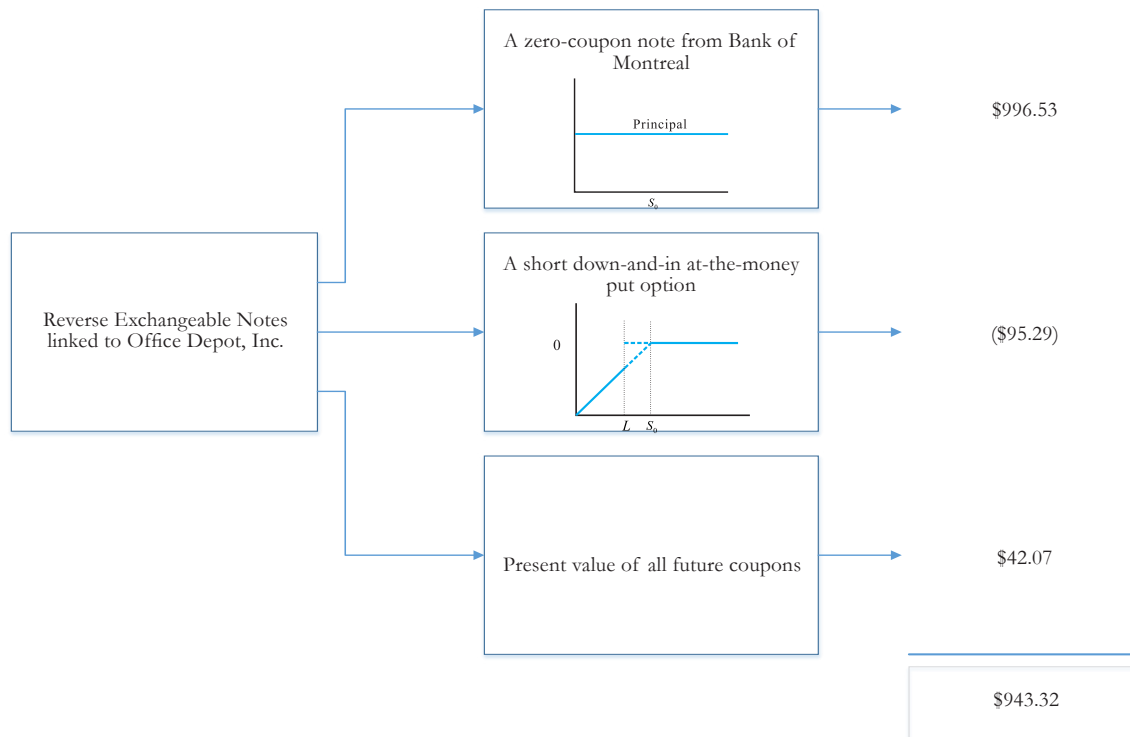 A zero-coupon note from Bank of
Montreal
Principal
S₀
$996.53
Reverse Exchangeable Notes
linked to Office Depot, Inc.
A short down-and-in at-the-money
put option
0
L S₀
($95.29)
Present value of all future coupons
$42.07
$943.32